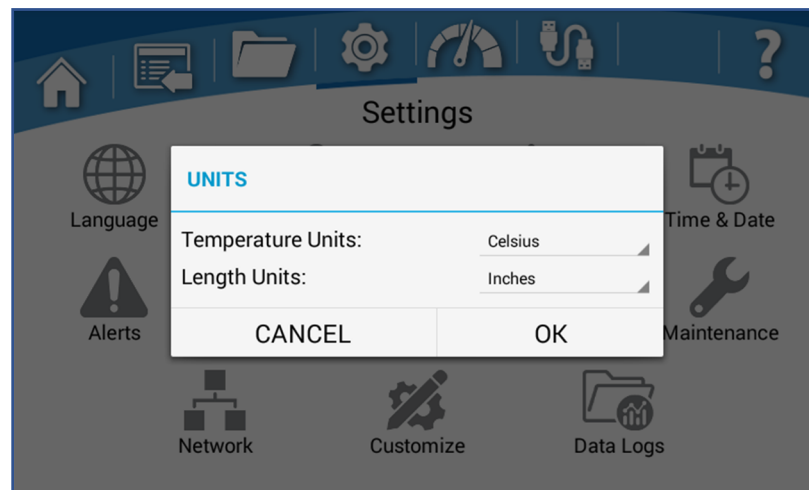 Settings
UNITS
Temperature Units: Celsius
Length Units: Inches
CANCEL OK
Language
Time & Date
Alerts
Maintenance
Network
Customize
Data Logs